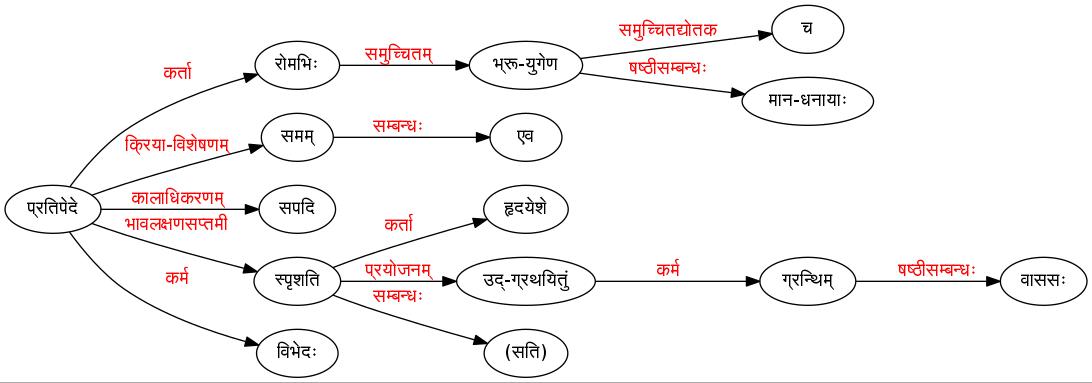 समुच्चितद्योतक
च
कर्ता
रोमभिः
समुच्चितम्
भ्रू-युगेण
षष्ठीसम्बन्धः
मान-धनायाः
क्रिया-विशेषणम्
समम्
सम्बन्धः
एव
प्रतिपेदे
कालाधिकरणम्
सपदि
भावलक्षणसप्तमी
कर्ता
हृदयेशे
स्पृशति
प्रयोजनम्
उद्-ग्रथयितुं
कर्म
ग्रन्थिम्
षष्ठीसम्बन्धः
वाससः
सम्बन्धः
(सति)
कर्म
विभेदः